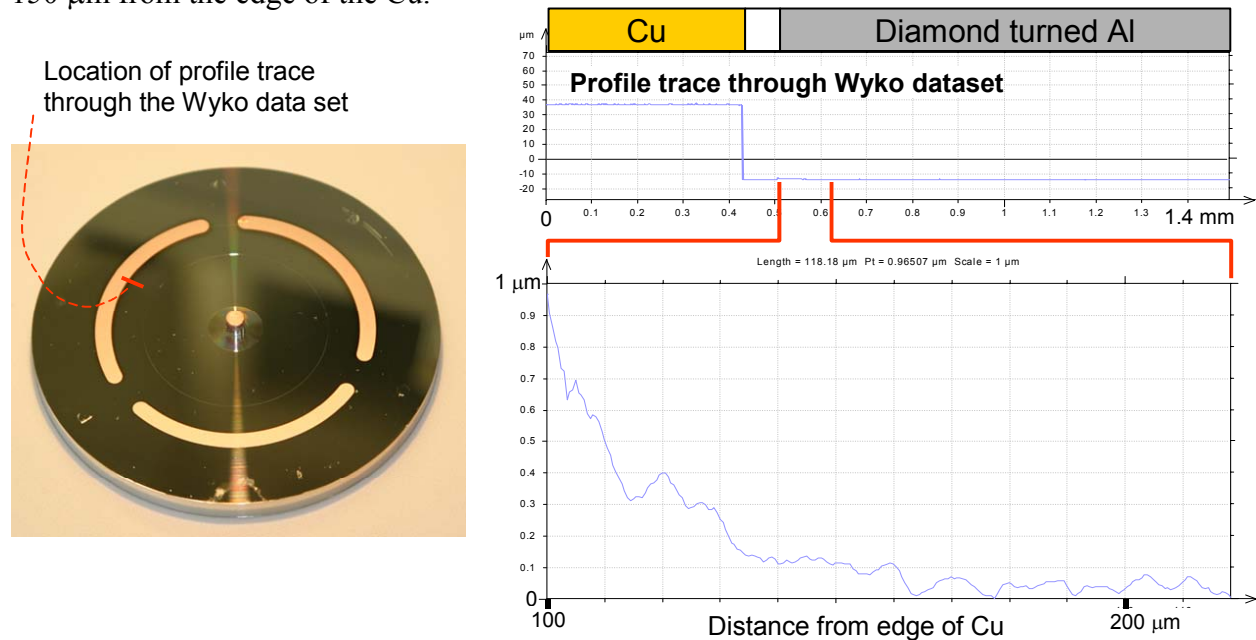 150 µm from the edge of the Cu.
Location of profile trace
through the Wyko data set
Cu
Diamond turned Al
µm
Profile trace through Wyko dataset
70
60
50
40
30
20
10
0
-10
-20
0 0.1 0.2 0.3 0.4 0.5 0.6 0.7 0.8 0.9 1 1.1 1.2 1.3 1.4 mm
Length = 118.18 µm Pt = 0.96507 µm Scale = 1 µm
1 µm
0.9
0.8
0.7
0.6
0.5
0.4
0.3
0.2
0.1
0
100 200 µm
Distance from edge of Cu